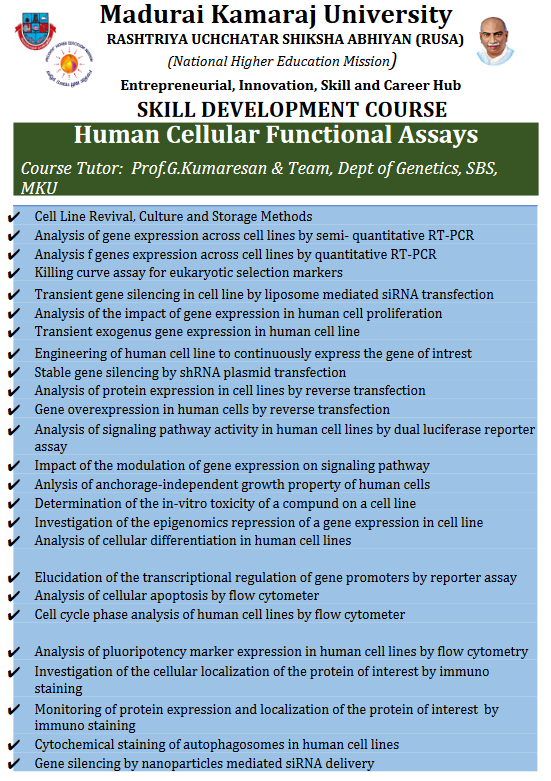 Madurai Kamaraj University
RASHTRIYA UCHCHATAR SHIKSHA ABHIYAN (RUSA)
(National Higher Education Mission)
Entrepreneurial, Innovation, Skill and Career Hub
SKILL DEVELOPMENT COURSE
Human Cellular Functional Assays
Course Tutor: Prof.G.Kumaresan & Team, Dept of Genetics, SBS,
MKU
✔ Cell Line Revival, Culture and Storage Methods
✔ Analysis of gene expression across cell lines by semi- quantitative RT-PCR
✔ Analysis f genes expression across cell lines by quantitative RT-PCR
✔ Killing curve assay for eukaryotic selection markers
✔ Transient gene silencing in cell line by liposome mediated siRNA transfection
✔ Analysis of the impact of gene expression in human cell proliferation
✔ Transient exogenus gene expression in human cell line
✔ Engineering of human cell line to continuously express the gene of intrest
✔ Stable gene silencing by shRNA plasmid transfection
✔ Analysis of protein expression in cell lines by reverse transfection
✔ Gene overexpression in human cells by reverse transfection
✔ Analysis of signaling pathway activity in human cell lines by dual luciferase reporter
assay
✔ Impact of the modulation of gene expression on signaling pathway
✔ Anlysis of anchorage-independent growth property of human cells
✔ Determination of the in-vitro toxicity of a compund on a cell line
✔ Investigation of the epigenomics repression of a gene expression in cell line
✔ Analysis of cellular differentiation in human cell lines
✔ Elucidation of the transcriptional regulation of gene promoters by reporter assay
✔ Analysis of cellular apoptosis by flow cytometer
✔ Cell cycle phase analysis of human cell lines by flow cytometer
✔ Analysis of pluoripotency marker expression in human cell lines by flow cytometry
✔ Investigation of the cellular localization of the protein of interest by immuno
staining
✔ Monitoring of protein expression and localization of the protein of interest by
immuno staining
✔ Cytochemical staining of autophagosomes in human cell lines
✔ Gene silencing by nanoparticles mediated siRNA delivery